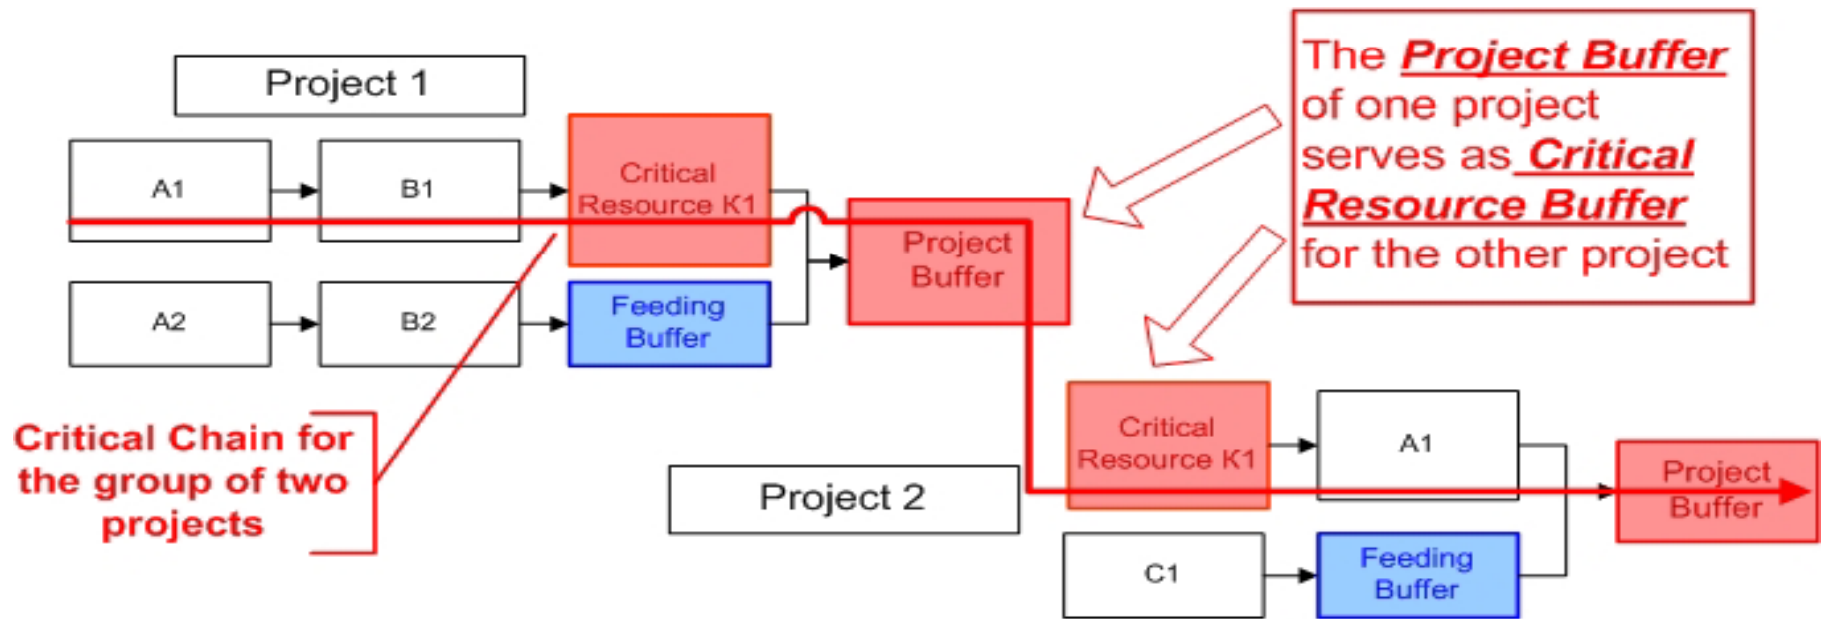 Project 1
The Project Buffer
of one project
serves as Critical
Resource Buffer
for the other project
A1
B1
Critical
Resource K1
Project
Buffer
A2
B2
Feeding
Buffer
Critical Chain for
the group of two
projects
Project 2
Critical
Resource K1
A1
Project
Buffer
C1
Feeding
Buffer